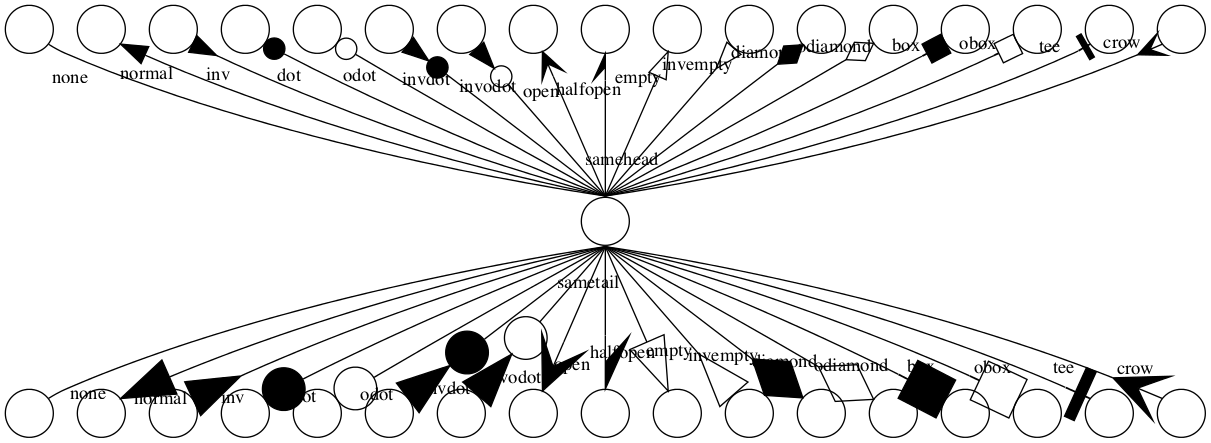 none
normal
inv
dot
odot
invdot
invodot
open
halfopen
empty
invempty
diamond
odiamond
box
obox
tee
crow
samehead
sametail
none
normal
inv
dot
odot
invdot
invodot
open
halfopen
empty
invempty
diamond
odiamond
box
obox
tee
crow